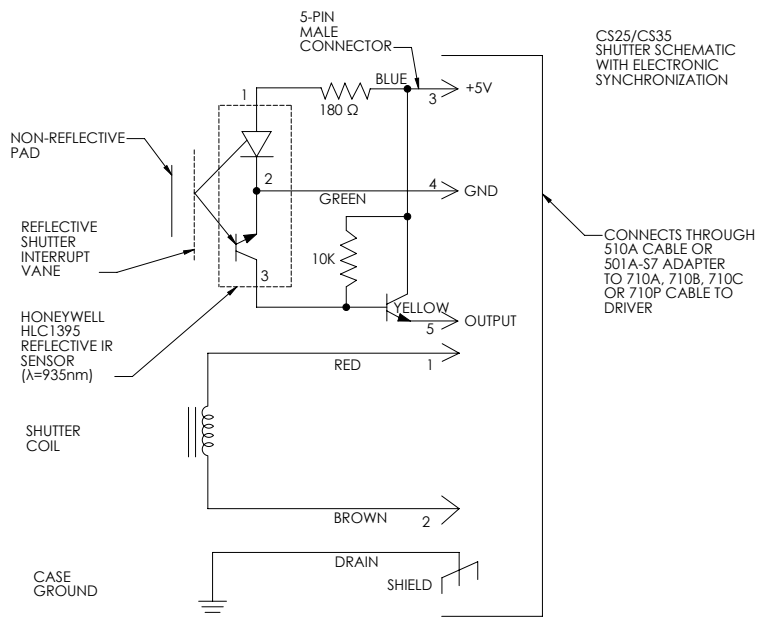 5-PIN
MALE
CONNECTOR
CS25/CS35
SHUTTER SCHEMATIC
WITH ELECTRONIC
SYNCHRONIZATION
BLUE
1
180 Ω
3
+5V
NON-REFLECTIVE
PAD
2
GREEN
4
GND
REFLECTIVE
SHUTTER
INTERRUPT
VANE
10K
3
CONNECTS THROUGH
510A CABLE OR
501A-S7 ADAPTER
TO 710A, 710B, 710C
OR 710P CABLE TO
DRIVER
YELLOW
5
OUTPUT
HONEYWELL
HLC1395
REFLECTIVE IR
SENSOR
(λ=935nm)
RED
1
SHUTTER
COIL
BROWN
2
DRAIN
CASE
GROUND
SHIELD